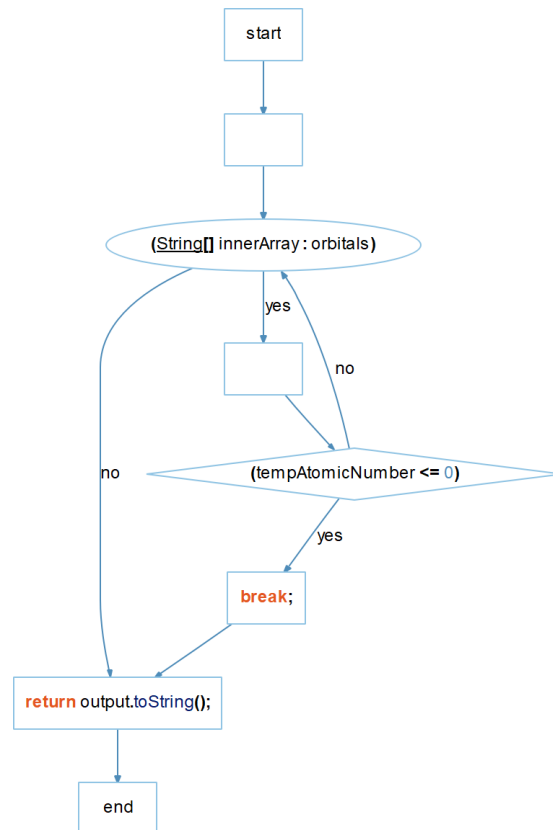 start
(String[] innerArray : orbitals)
yes
no
no
(tempAtomicNumber <= 0)
yes
break;
return output.toString();
end